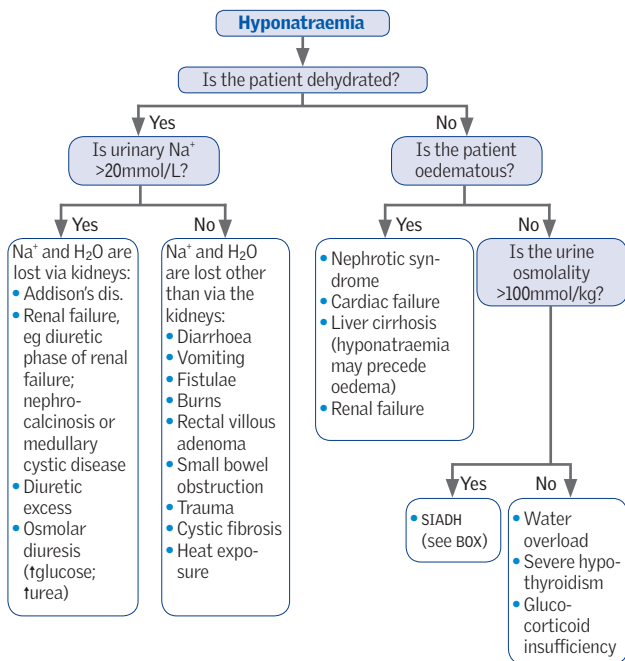 Hyponatraemia
Is the patient dehydrated?
Yes
No
Is urinary Na⁺
>20mmol/L?
Is the patient
oedematous?
Yes
No
Yes
No
Na⁺ and H₂O are
lost via kidneys:
• Addison's dis.
• Renal failure,
eg diuretic
phase of renal
failure;
nephro-
calcinosis or
medullary
cystic disease
• Diuretic
excess
• Osmolar
diuresis
(↑glucose;
↑urea)
Na⁺ and H₂O
are lost other
than via the
kidneys:
• Diarrhoea
• Vomiting
• Fistulae
• Burns
• Rectal villous
adenoma
• Small bowel
obstruction
• Trauma
• Cystic fibrosis
• Heat expo-
sure
• Nephrotic syn-
drome
• Cardiac failure
• Liver cirrhosis
(hyponatraemia
may precede
oedema)
• Renal failure
Is the urine
osmolality
>100mmol/kg?
Yes
No
• SIADH
(see BOX)
• Water
overload
• Severe hypo-
thyroidism
• Gluco-
corticoid
insufficiency